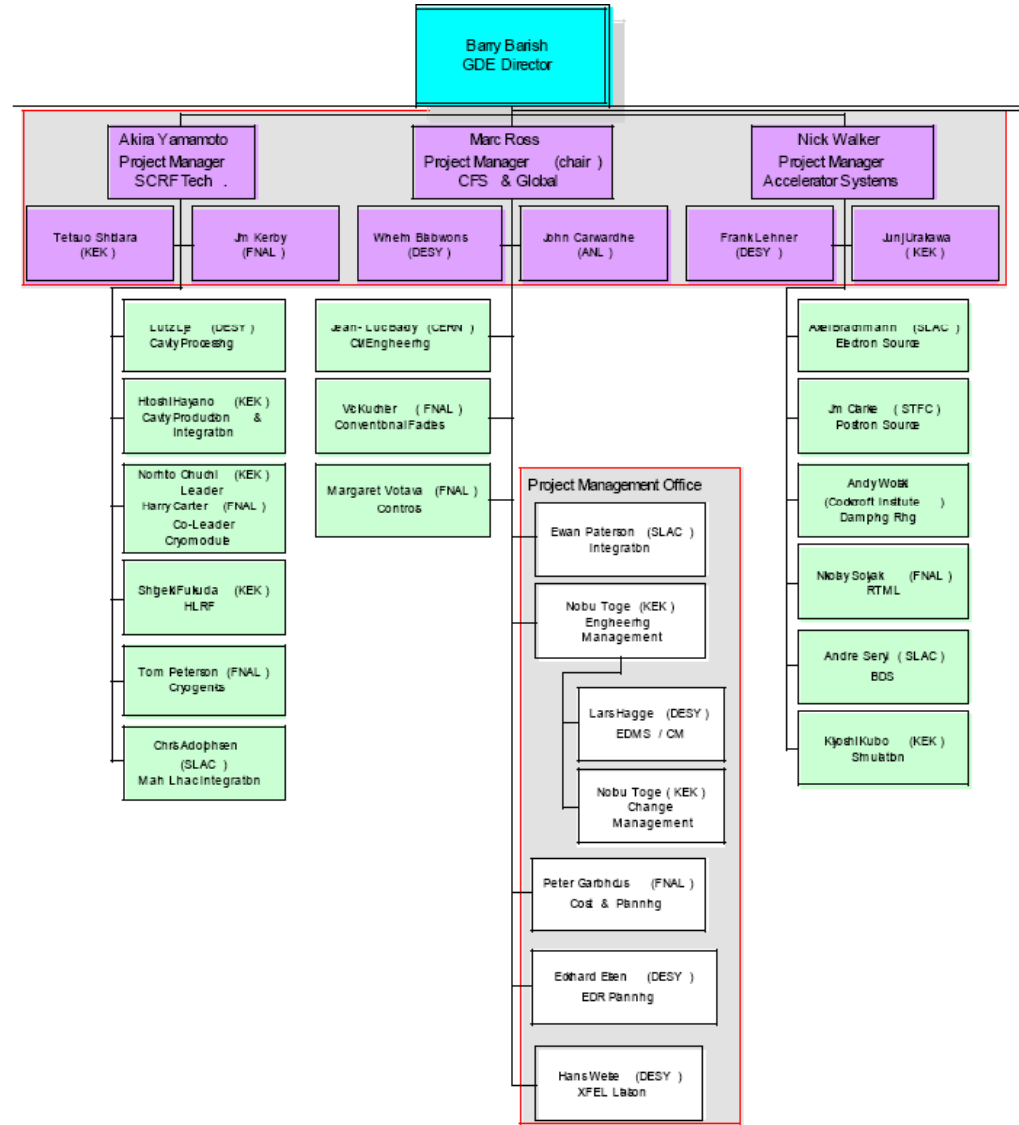 Barry Barish
GDE Director
Akira Yamamoto
Project Manager
SCRF Tech .
Marc Ross
Project Manager (chair )
CFS & Global
Nick Walker
Project Manager
Accelerator Systems
Tetsuo
(KEK )
Jim Kerby
(FNAL )
(DESY )
John
(ANL )
Frank Lehner
(DESY )
Junji Urakawa
( KEK )
Lutz Lilje (DESY )
Cavity Processing
Hitoshi Hayano (KEK )
Cavity Production &
Integration
Norihito Ohuchi (KEK )
Leader
Harry Carter (FNAL )
Co-Leader
Cryomodule
Shigeki Fukuda (KEK )
HLRF
Tom Peterson (FNAL )
Cryogenics
Chris Adolphsen
(SLAC )
Main Linac Integration
Jean- Luc Baldy (CERN )
Engineering
Vic Kuchler ( FNAL )
Conventional
Margaret Votava (FNAL )
Controls
Project Management Office
Ewan Paterson (SLAC )
Integration
Nobu Toge (KEK )
Engineering
Management
Lars Hagge (DESY )
EDMS / CM
Nobu Toge ( KEK )
Change
Management
Peter (FNAL )
Cost & Planning
Eckhard Elsen (DESY )
EDR Planning
Hans Weise (DESY )
XFEL Liaison
Axel Brachmann (SLAC )
Electron Source
Jim Clarke ( STFC )
Positron Source
Andy Wolski
(Cockcroft Institute )
Damping Ring
Nikolay Solyak (FNAL )
RTML
Andrei Seryi ( SLAC )
BDS
Kiyoshi Kubo (KEK )
Simulation